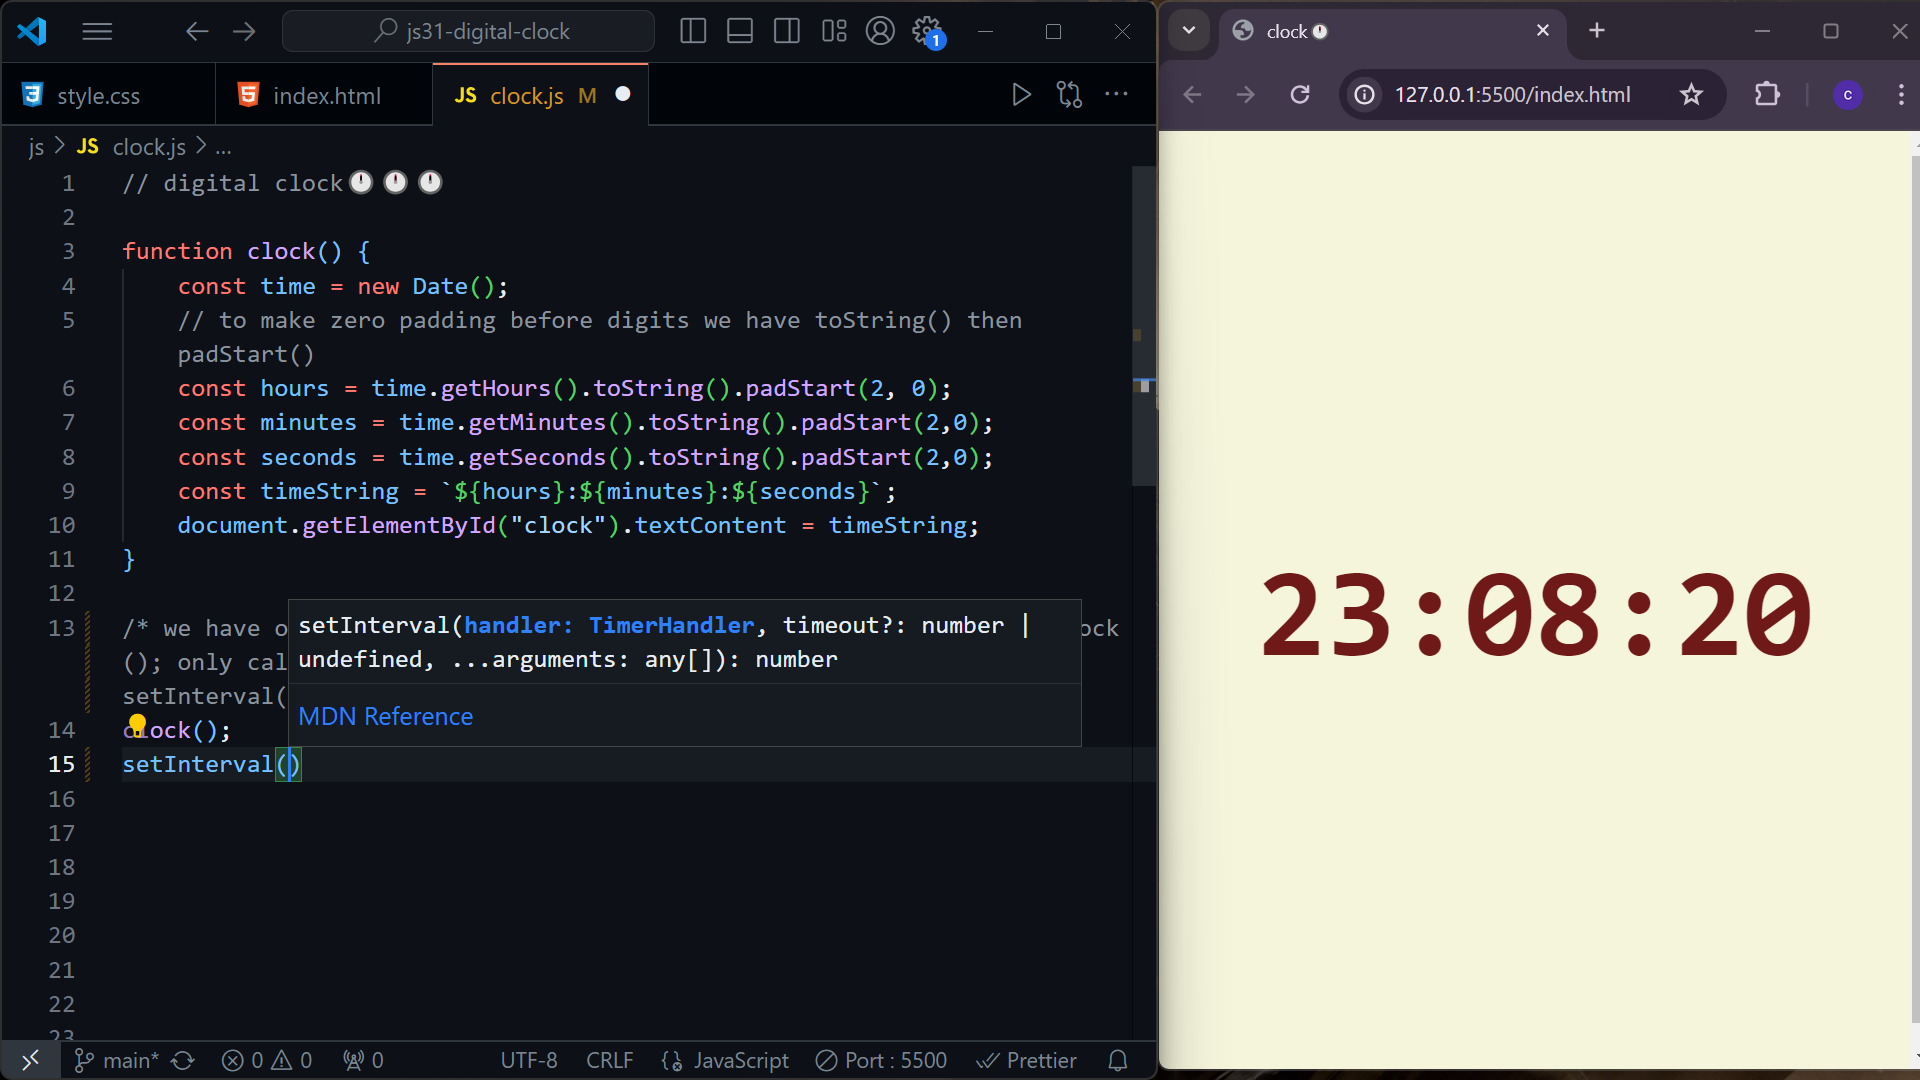 js31-digital-clock
1
style.css
index.html
JS clock.js M
js > JS clock.js > ...
1 // digital clock
2
3 function clock() {
4 const time = new Date();
5 // to make zero padding before digits we have toString() then
padStart()
6 const hours = time.getHours().toString().padStart(2, 0);
7 const minutes = time.getMinutes().toString().padStart(2,0);
8 const seconds = time.getSeconds().toString().padStart(2,0);
9 const timeString = `${hours}:${minutes}:${seconds}`;
10 document.getElementById("clock").textContent = timeString;
11 }
12
13 /* we have
(); only
setInterval(
setInterval(handler: TimerHandler, timeout?: number |
undefined, ...arguments: any[]): number
MDN Reference
14 clock();
15 setInterval()
16
17
18
19
20
21
22
23
main* 0 0 0 UTF-8 CRLF JavaScript Port : 5500 Prettier
clock
127.0.0.1:5500/index.html
c
23:08:20